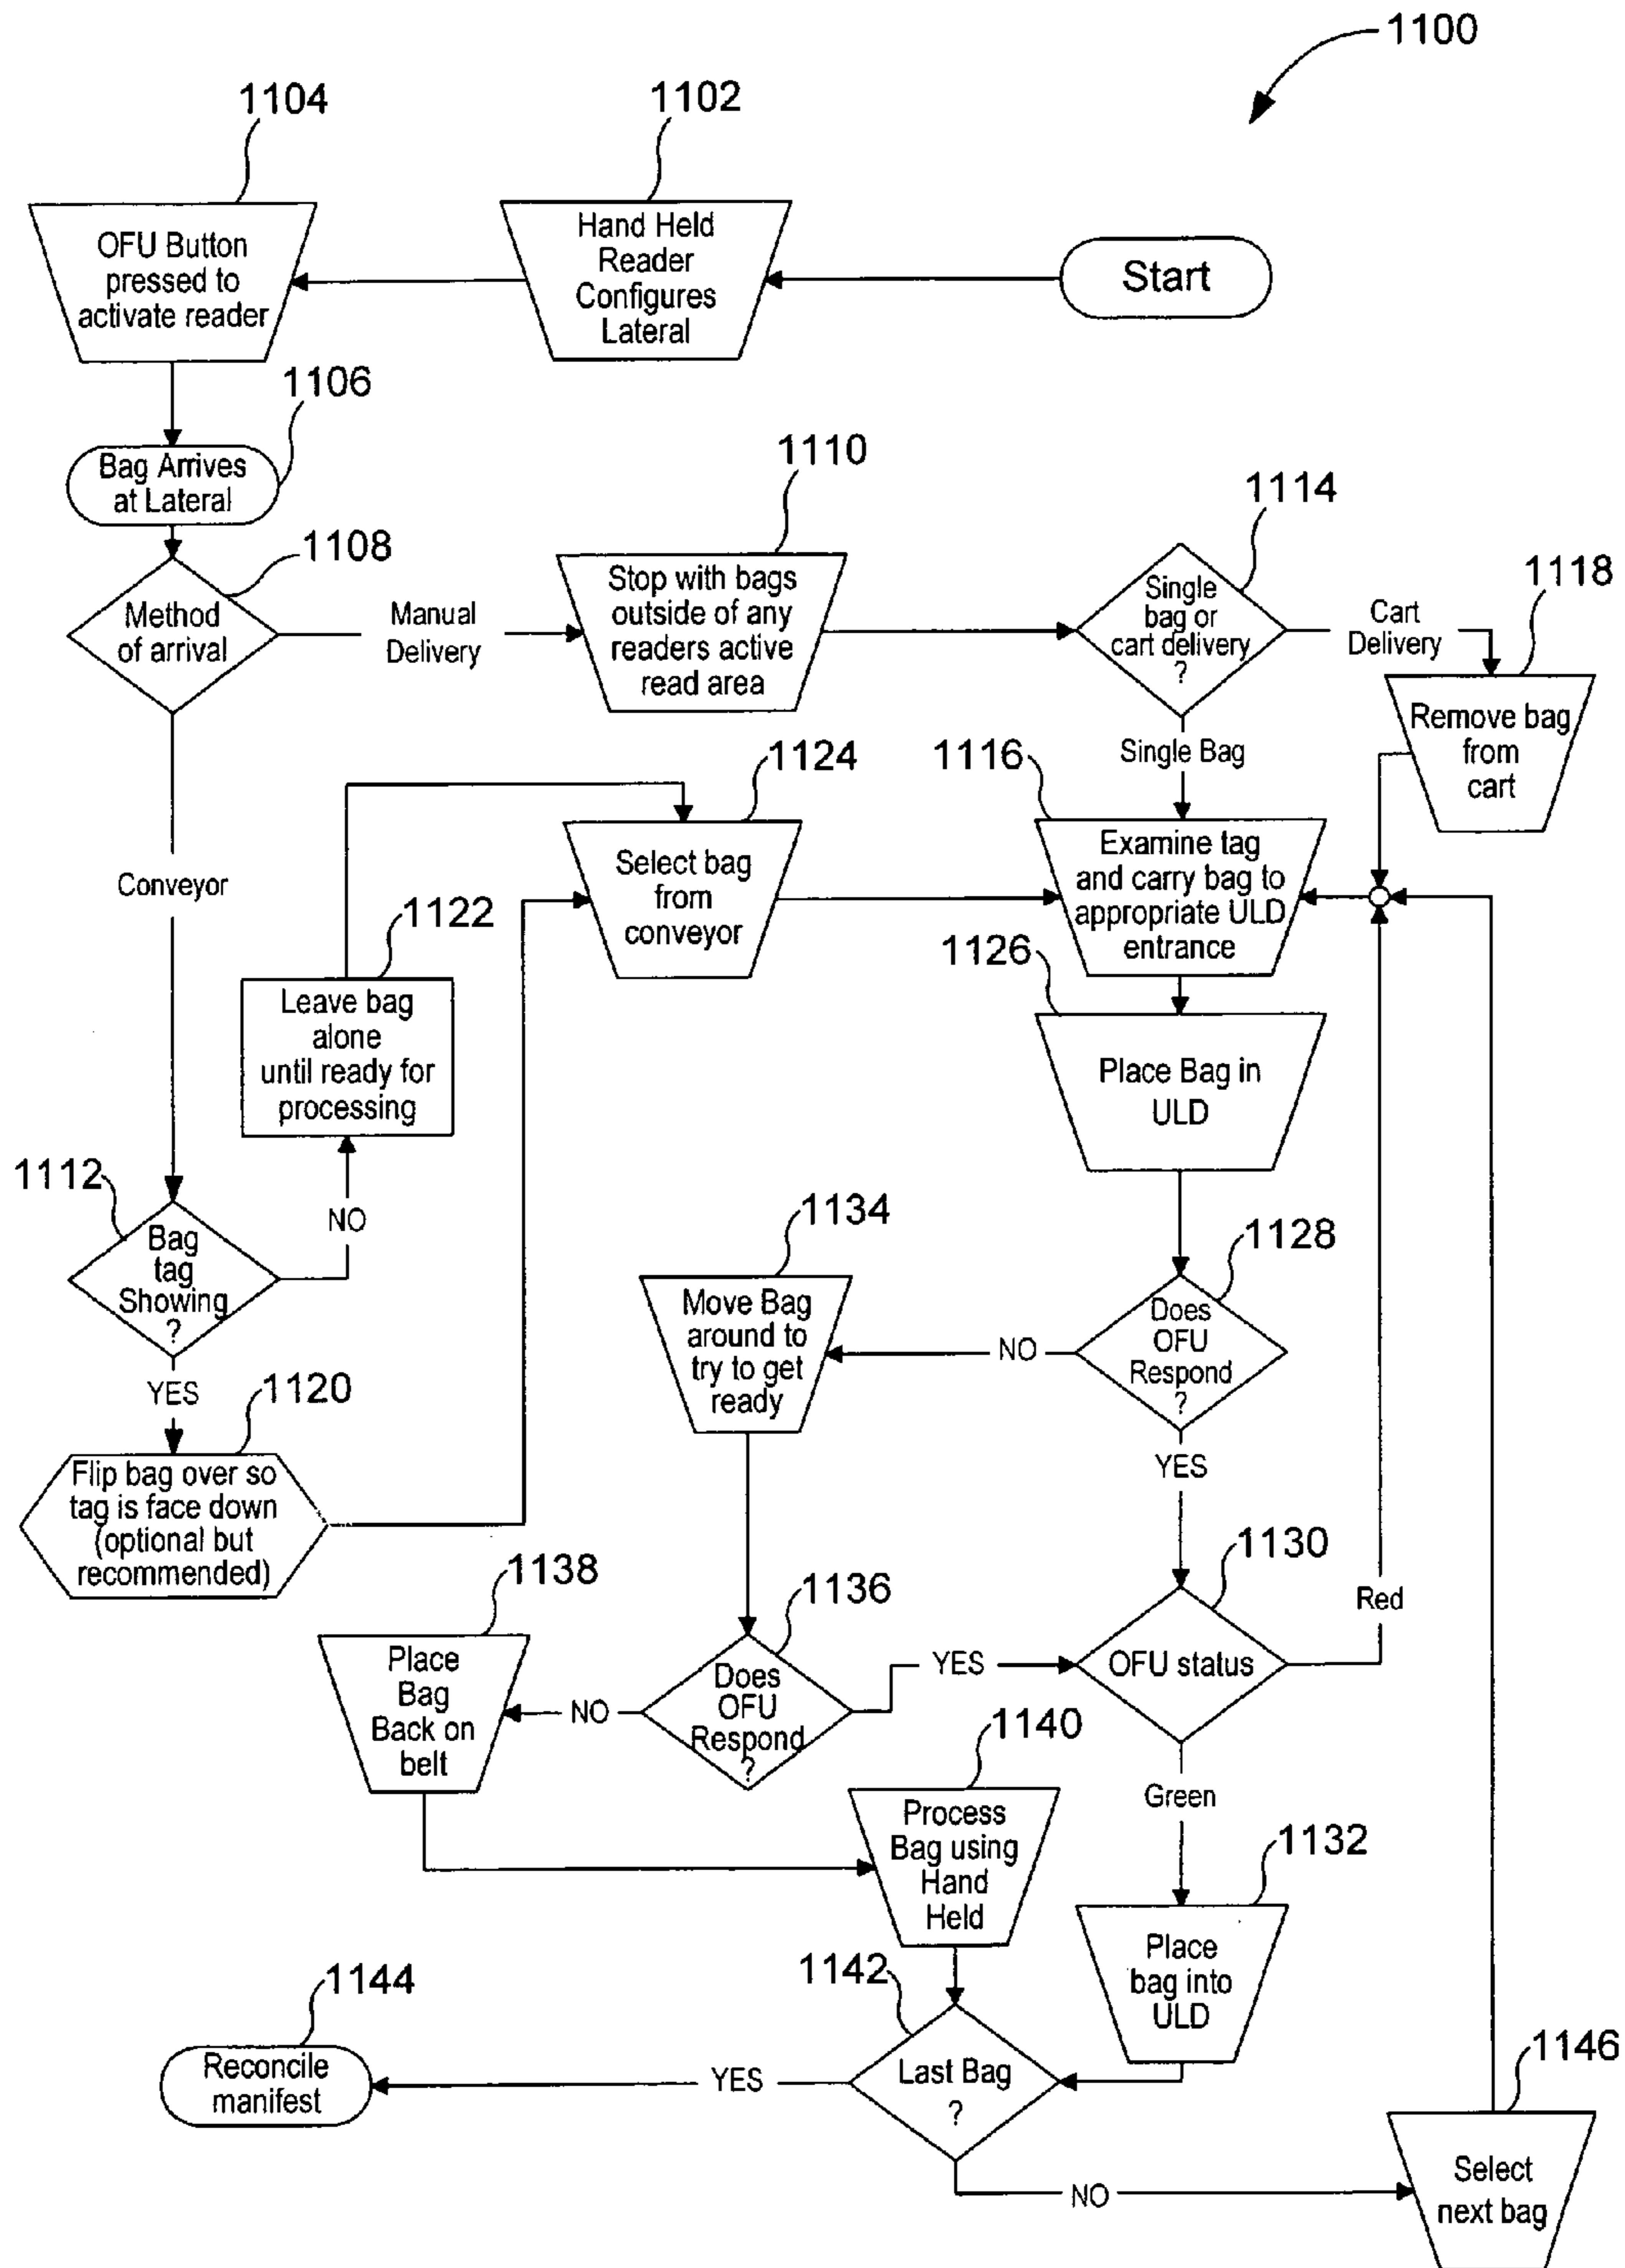 1100
1104
1102
OFU Button
pressed to
activate reader
Hand Held
Reader
Configures
Lateral
Start
1106
Bag Arrives
at Lateral
1108
Method
of arrival
Manual
Delivery
1110
Stop with bags
outside of any
readers active
read area
1114
Single
bag or
cart delivery
?
Cart
Delivery
1118
Remove bag
from
cart
Single Bag
1116
Examine tag
and carry bag to
appropriate ULD
entrance
1124
Select bag
from
conveyor
Conveyor
1122
Leave bag
alone
until ready for
processing
1126
Place Bag in
ULD
1112
Bag
tag
Showing
?
NO
YES
1120
Flip bag over so
tag is face down
(optional but
recommended)
1134
Move Bag
around to
try to get
ready
1128
Does
OFU
Respond
?
NO
YES
1130
OFU status
Red
Green
1138
Place
Bag
Back on
belt
1136
Does
OFU
Respond
?
NO
YES
1140
Process
Bag using
Hand
Held
1132
Place
bag into
ULD
1142
Last Bag
?
YES
1144
Reconcile
manifest
NO
1146
Select
next bag